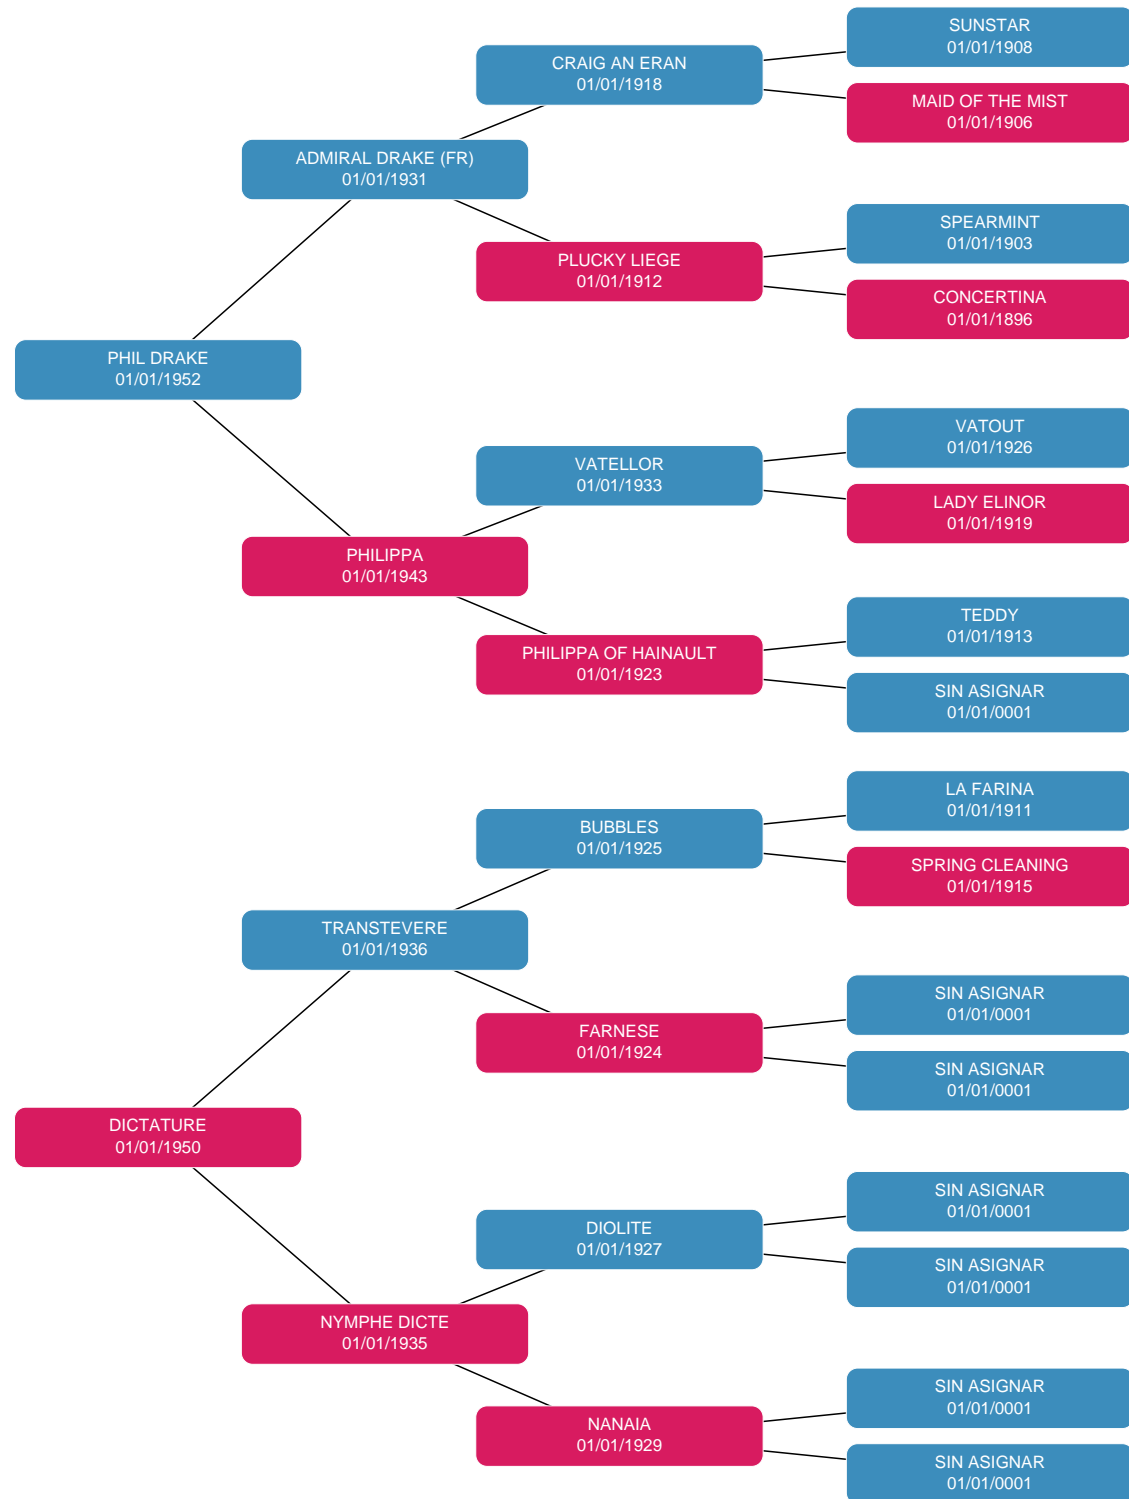 SUNSTAR
01/01/1908
CRAIG AN ERAN
01/01/1918
MAID OF THE MIST
01/01/1906
ADMIRAL DRAKE (FR)
01/01/1931
SPEARMINT
01/01/1903
PLUCKY LIEGE
01/01/1912
CONCERTINA
01/01/1896
PHIL DRAKE
01/01/1952
VATOUT
01/01/1926
VATELLOR
01/01/1933
LADY ELINOR
01/01/1919
PHILIPPA
01/01/1943
TEDDY
01/01/1913
PHILIPPA OF HAINAULT
01/01/1923
SIN ASIGNAR
01/01/0001
LA FARINA
01/01/1911
BUBBLES
01/01/1925
SPRING CLEANING
01/01/1915
TRANSTEVERE
01/01/1936
SIN ASIGNAR
01/01/0001
FARNESE
01/01/1924
SIN ASIGNAR
01/01/0001
DICTATURE
01/01/1950
SIN ASIGNAR
01/01/0001
DIOLITE
01/01/1927
SIN ASIGNAR
01/01/0001
NYMPHE DICTE
01/01/1935
SIN ASIGNAR
01/01/0001
NANAIA
01/01/1929
SIN ASIGNAR
01/01/0001